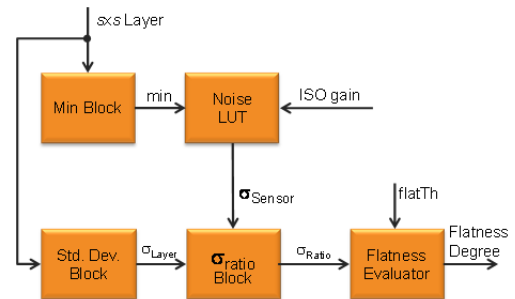 sxs Layer
Min Block
min
Noise
LUT
ISO gain
σSensor
flatTh
Std. Dev.
Block
σLayer
σratio
Block
σRatio
Flatness
Evaluator
Flatness
Degree